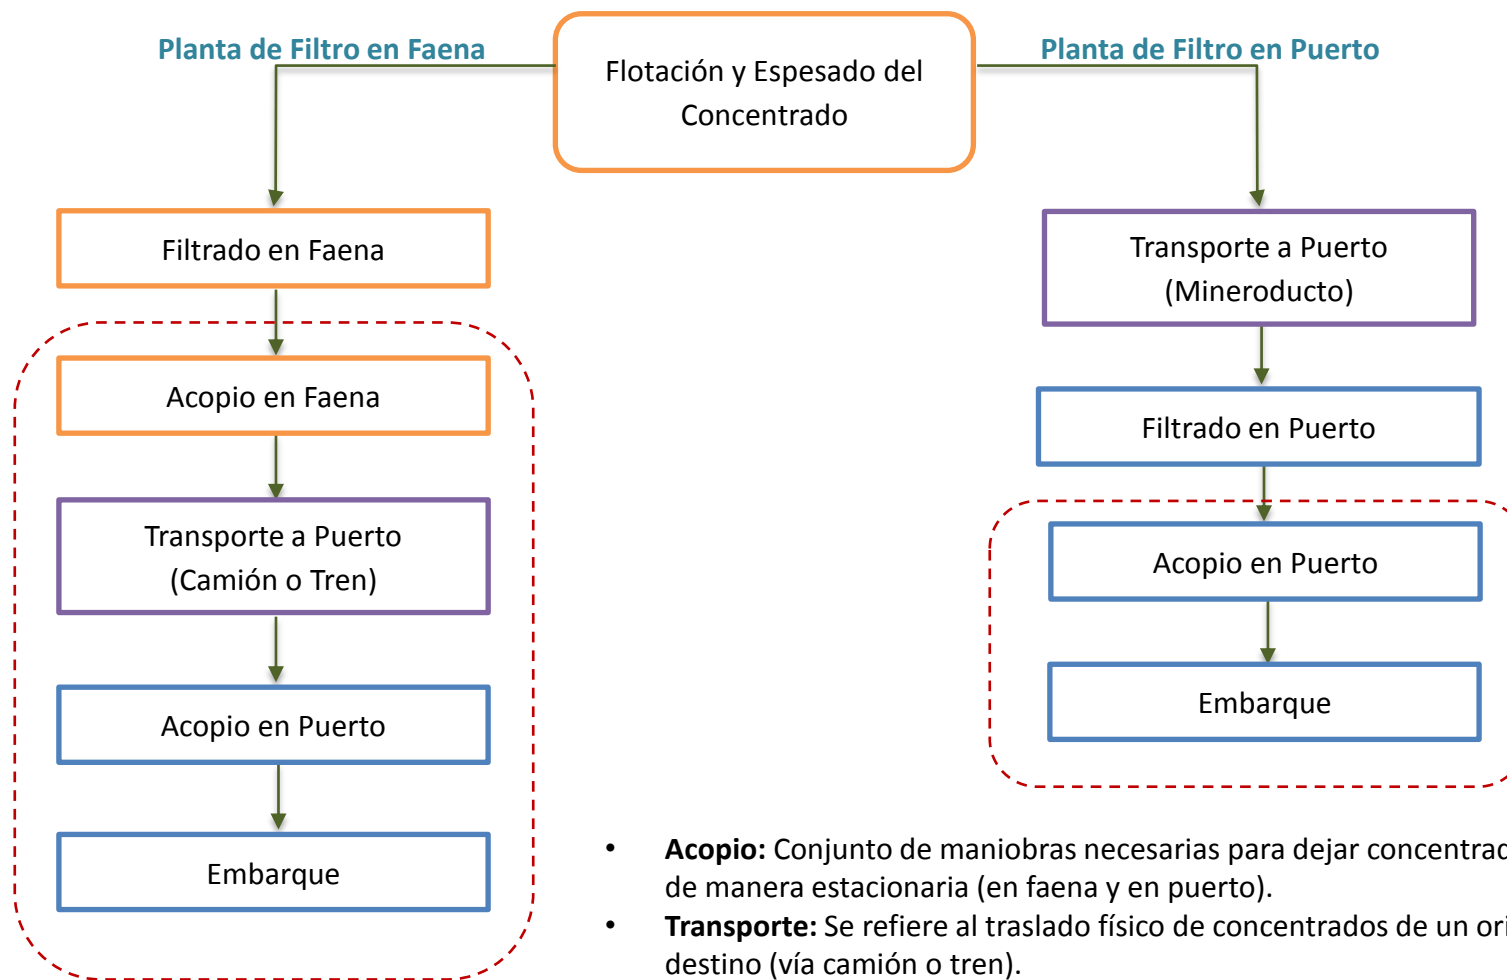 Planta de Filtro en Faena
Flotación y Espesado del
Concentrado
Planta de Filtro en Puerto
Filtrado en Faena
Acopio en Faena
Transporte a Puerto
(Camión o Tren)
Acopio en Puerto
Embarque
Transporte a Puerto
(Mineroducto)
Filtrado en Puerto
Acopio en Puerto
Embarque
• Acopio: Conjunto de maniobras necesarias para dejar
de manera estacionaria (en faena y en puerto).
• Transporte: Se refiere al traslado físico de concentrados de un
destino (vía camión o tren).